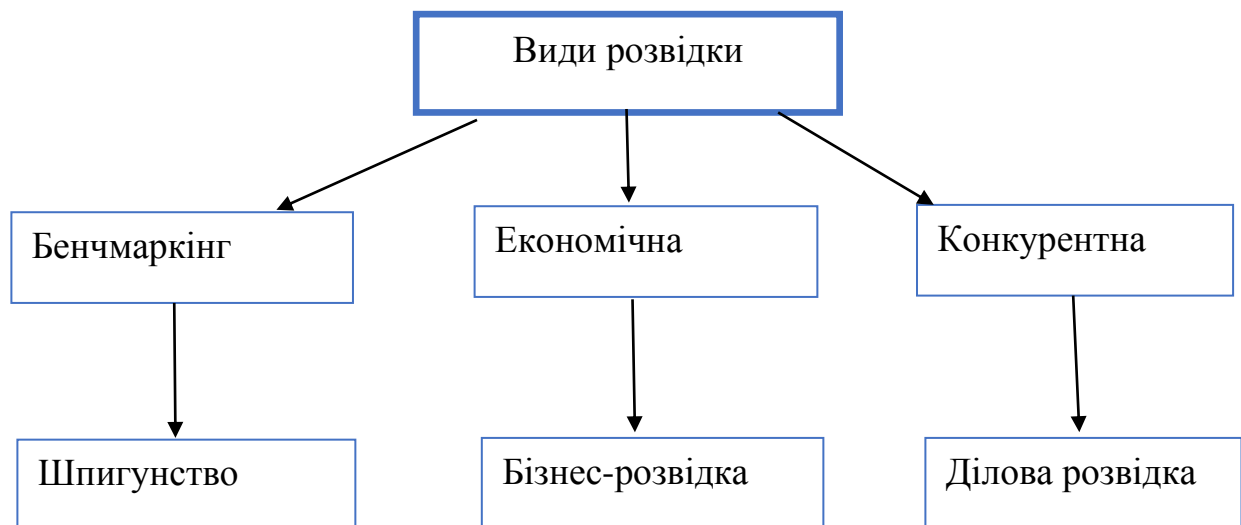 Види розвідки
Бенчмаркінг
Економічна
Конкурентна
Шпигунство
Бізнес-розвідка
Ділова розвідка